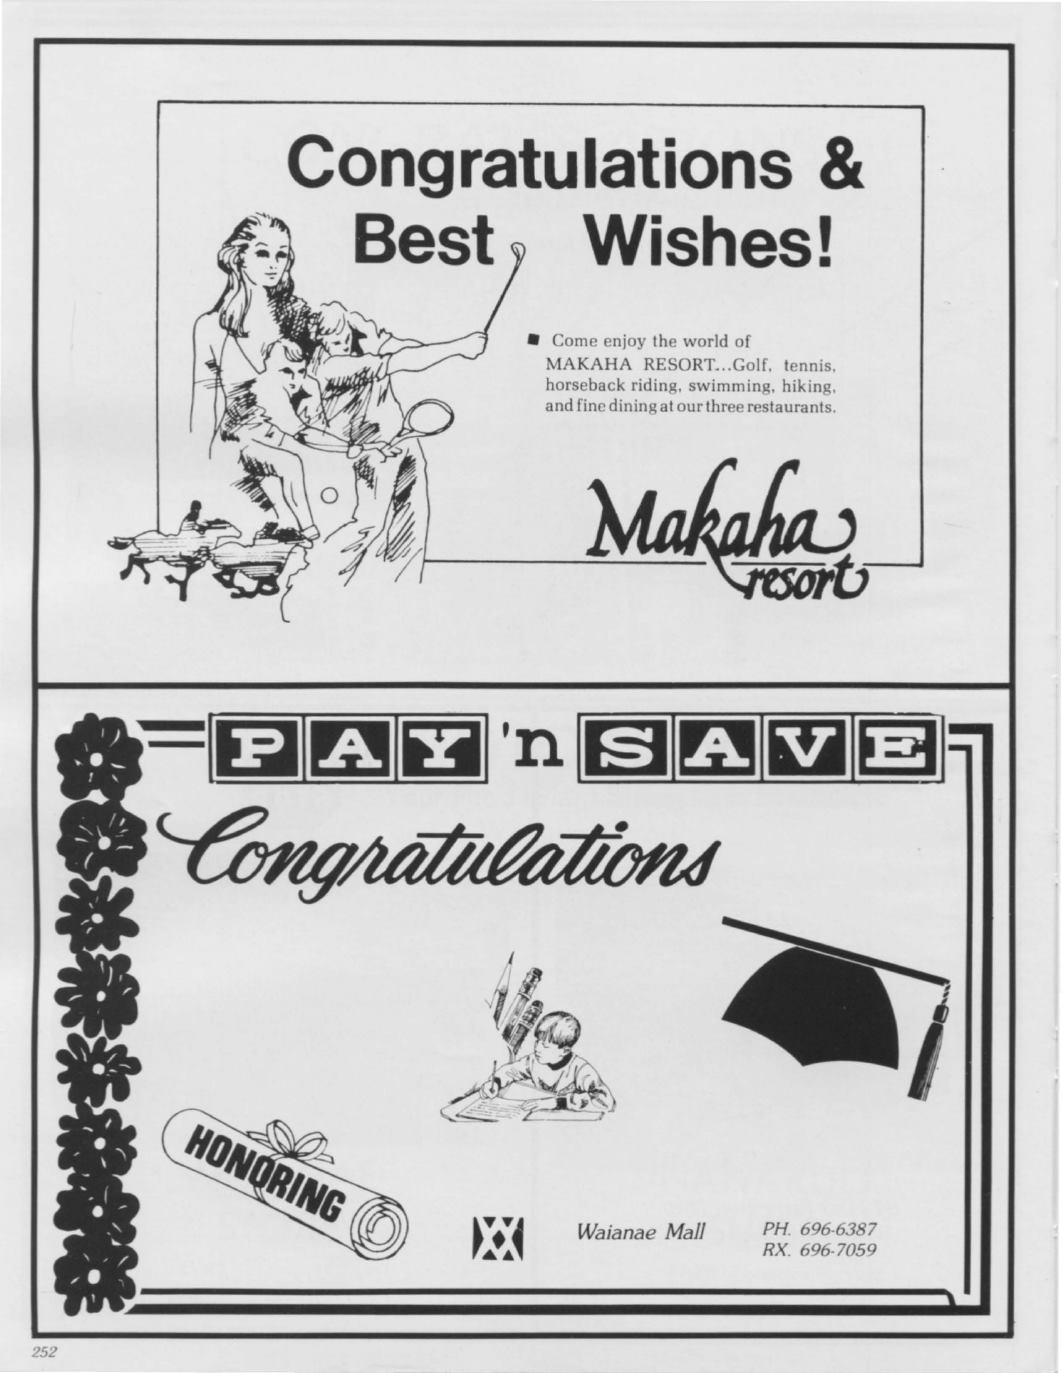 Congratulations &
Best Wishes!
■ Come enjoy the world of
MAKAHA RESORT...Golf, tennis,
horseback riding, swimming, hiking,
and fine dining at our three restaurants.
Makaha
resort
PAY 'n SAVE
Congratulations
HONORING
Waianae Mall PH. 696-6387
RX. 696-7059
252